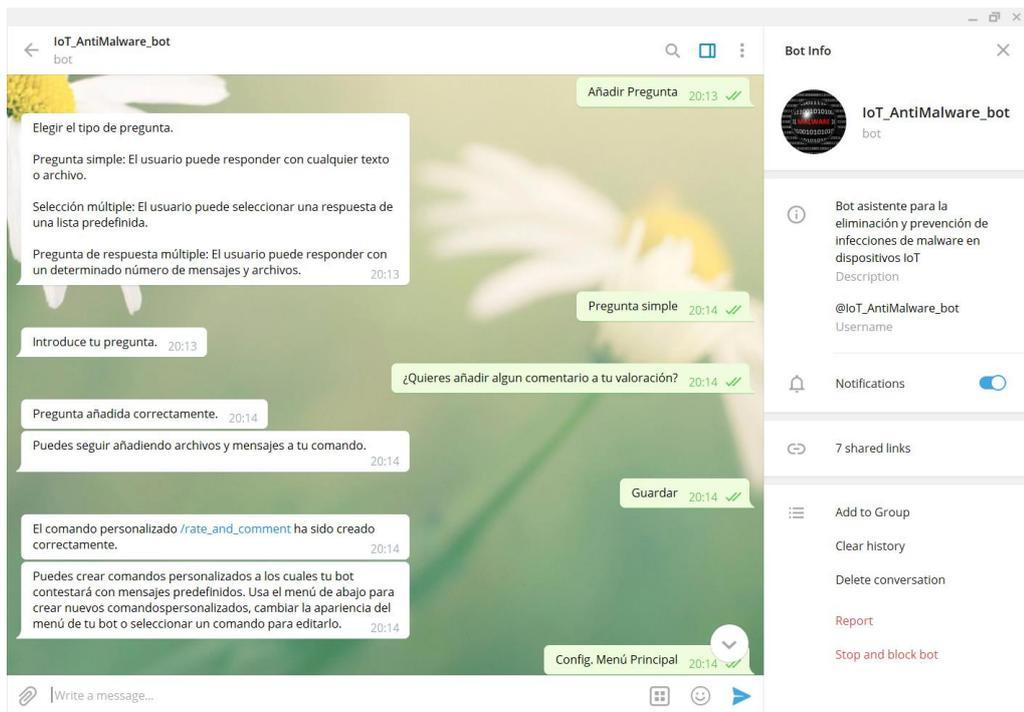 IoT_AntiMalware_bot
bot
Añadir Pregunta 20:13
Elegir el tipo de pregunta.
Pregunta simple: El usuario puede responder con cualquier texto
o archivo.
Selección múltiple: El usuario puede seleccionar una respuesta de
una lista predefinida.
Pregunta de respuesta múltiple: El usuario puede responder con
un determinado número de mensajes y archivos. 20:13
Pregunta simple 20:14
Introduce tu pregunta. 20:13
¿Quieres añadir algun comentario a tu valoración? 20:14
Pregunta añadida correctamente. 20:14
Puedes seguir añadiendo archivos y mensajes a tu comando.
20:14
Guardar 20:14
El comando personalizado /rate_and_comment ha sido creado
correctamente. 20:14
Puedes crear comandos personalizados a los cuales tu bot
contestará con mensajes predefinidos. Usa el menú de abajo para
crear nuevos comandospersonalizados, cambiar la apariencia del
menú de tu bot o seleccionar un comando para editarlo. 20:14
Config. Menú Principal 20:14
Write a message...
Bot Info
MALWARE
IoT_AntiMalware_bot
bot
Bot asistente para la
eliminación y prevención de
infecciones de malware en
dispositivos IoT
Description
@IoT_AntiMalware_bot
Username
Notifications
7 shared links
Add to Group
Clear history
Delete conversation
Report
Stop and block bot